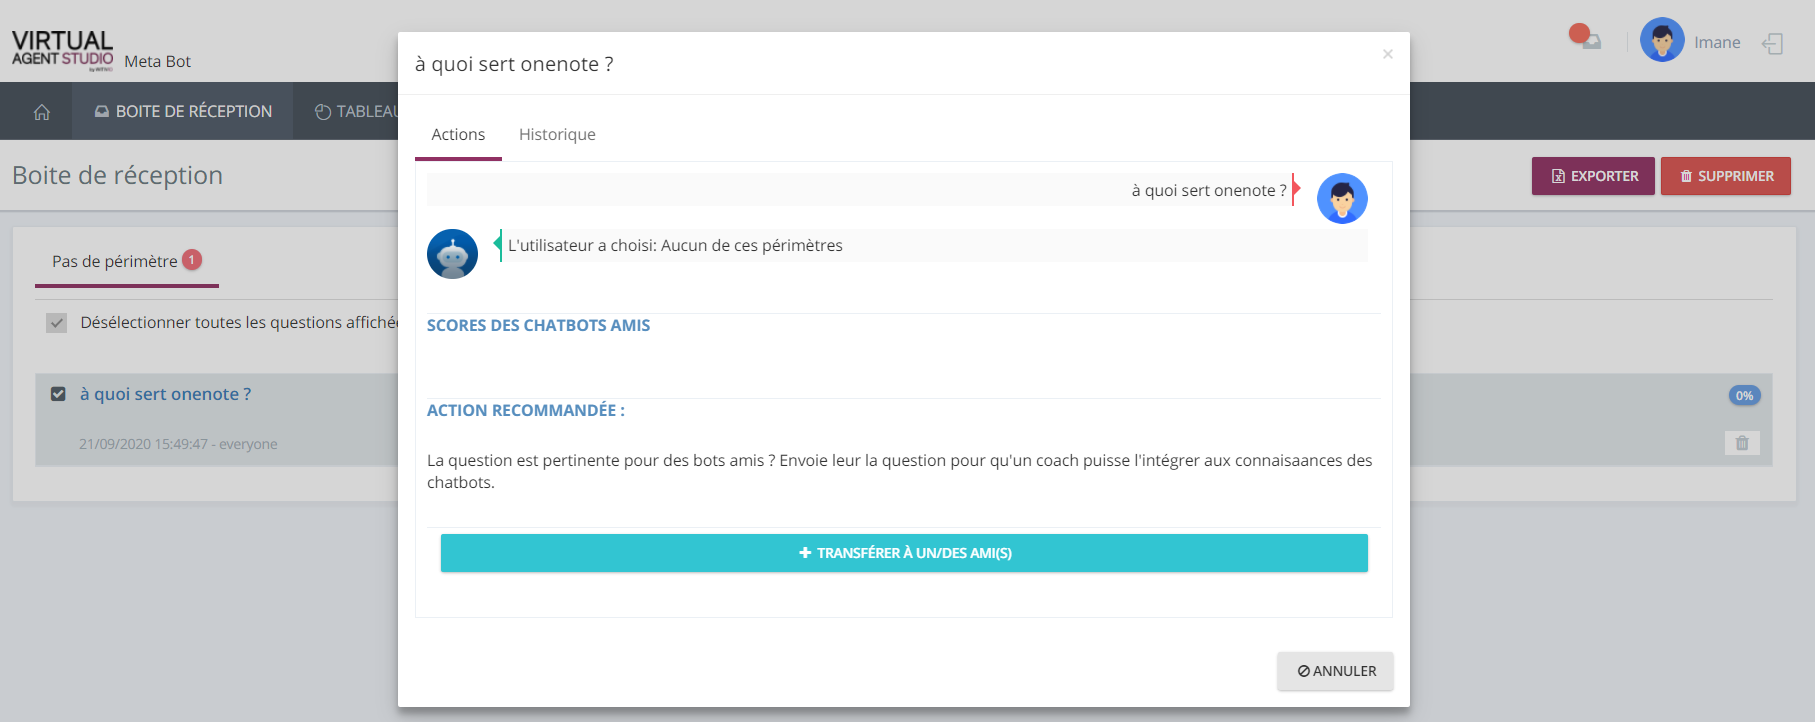 VIRTUAL
AGENT STUDIO
Meta Bot
Imane
BOITE DE RÉCEPTION
TABLEAU
Boite de réception
EXPORTER
SUPPRIMER
Pas de périmètre 1
Désélectionner toutes les questions affichée
à quoi sert onenote ?
21/09/2020 15:49:47 - everyone
0%
à quoi sert onenote ?
×
Actions
Historique
à quoi sert onenote ?
L'utilisateur a choisi: Aucun de ces périmètres
SCORES DES CHATBOTS AMIS
ACTION RECOMMANDÉE :
La question est pertinente pour des bots amis ? Envoie leur la question pour qu'un coach puisse l'intégrer aux connaisaances des
chatbots.
TRANSFÉRER À UN/DES AMI(S)
ANNULER